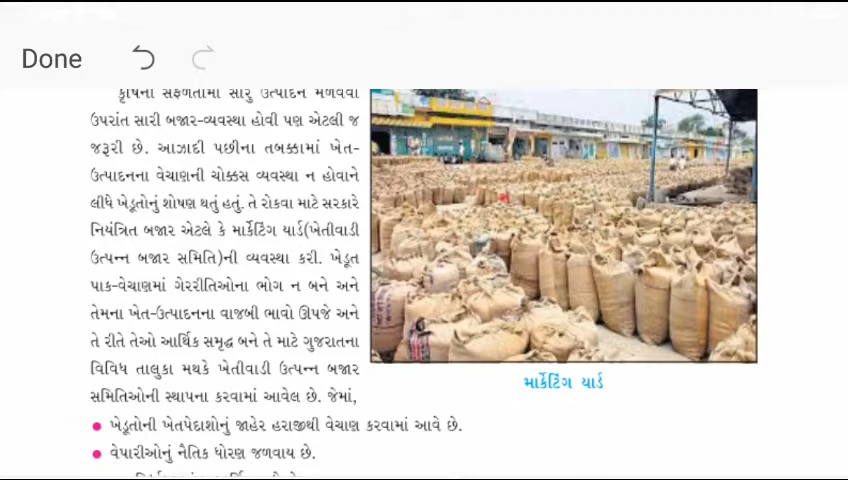 Done
કૃષિની સફળતામાં સારું ઉત્પાદન મેળવવા
ઉપરાંત સારી બજાર-વ્યવસ્થા હોવી પણ એટલી જ
જરૂરી છે. આઝાદી પછીના તબક્કામાં ખેત-
ઉત્પાદનના વેચાણની ચોક્કસ વ્યવસ્થા ન હોવાને
લીધે ખેડૂતોનું શોષણ થતું હતું. તે રોકવા માટે સરકારે
નિયંત્રિત બજાર એટલે કે માર્કેટિંગ યાર્ડ(ખેતીવાડી
ઉત્પન્ન બજાર સમિતિ)ની વ્યવસ્થા કરી. ખેડૂત
પાક-વેચાણમાં ગેરરીતિઓના ભોગ ન બને અને
તેમના ખેત-ઉત્પાદનના વાજબી ભાવો ઊપજે અને
તે રીતે તેઓ આર્થિક સમૃદ્ધ બને તે માટે ગુજરાતના
વિવિધ તાલુકા મથકે ખેતીવાડી ઉત્પન્ન બજાર
સમિતિઓની સ્થાપના કરવામાં આવેલ છે. જેમાં,
માર્કેટિંગ યાર્ડ
● ખેડૂતોની ખેતપેદાશોનું જાહેર હરાજીથી વેચાણ કરવામાં આવે છે.
● વેપારીઓનું નૈતિક ધોરણ જળવાય છે.